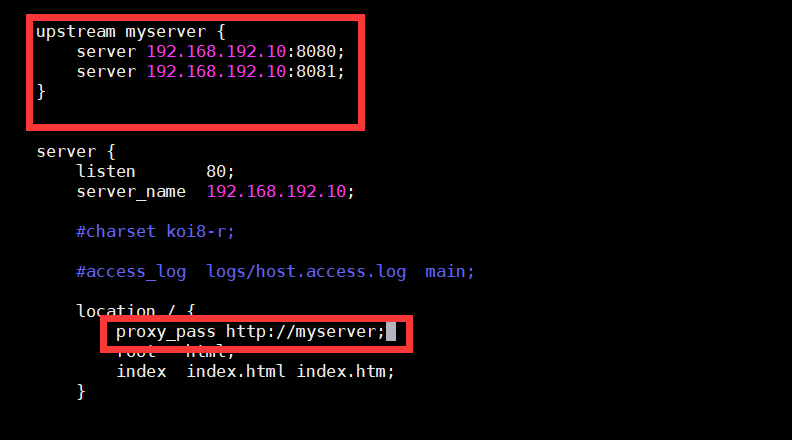 upstream myserver {
server 192.168.192.10:8080;
server 192.168.192.10:8081;
}
server {
listen 80;
server_name 192.168.192.10;
#charset koi8-r;
#access_log logs/host.access.log main;
location / {
proxy_pass http://myserver;
root html;
index index.html index.htm;
}